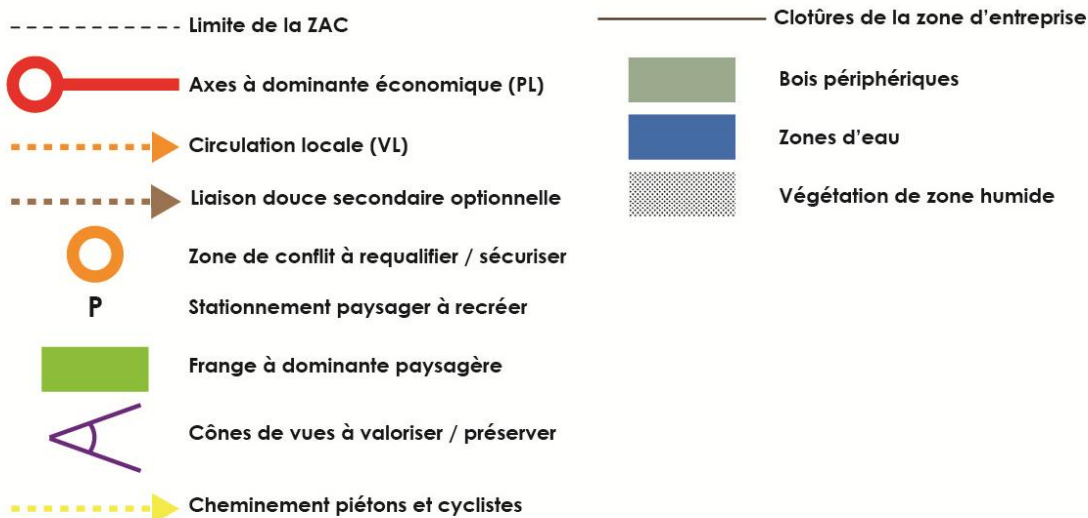 Limite de la ZAC
Axes à dominante économique (PL)
Circulation locale (VL)
Liaison douce secondaire optionnelle
Zone de conflit à requalifier / sécuriser
P
Stationnement paysager à recréer
Frange à dominante paysagère
Cônes de vues à valoriser / préserver
Cheminement piétons et cyclistes
Clotûres de la zone d'entreprise
Bois périphériques
Zones d'eau
Végétation de zone humide